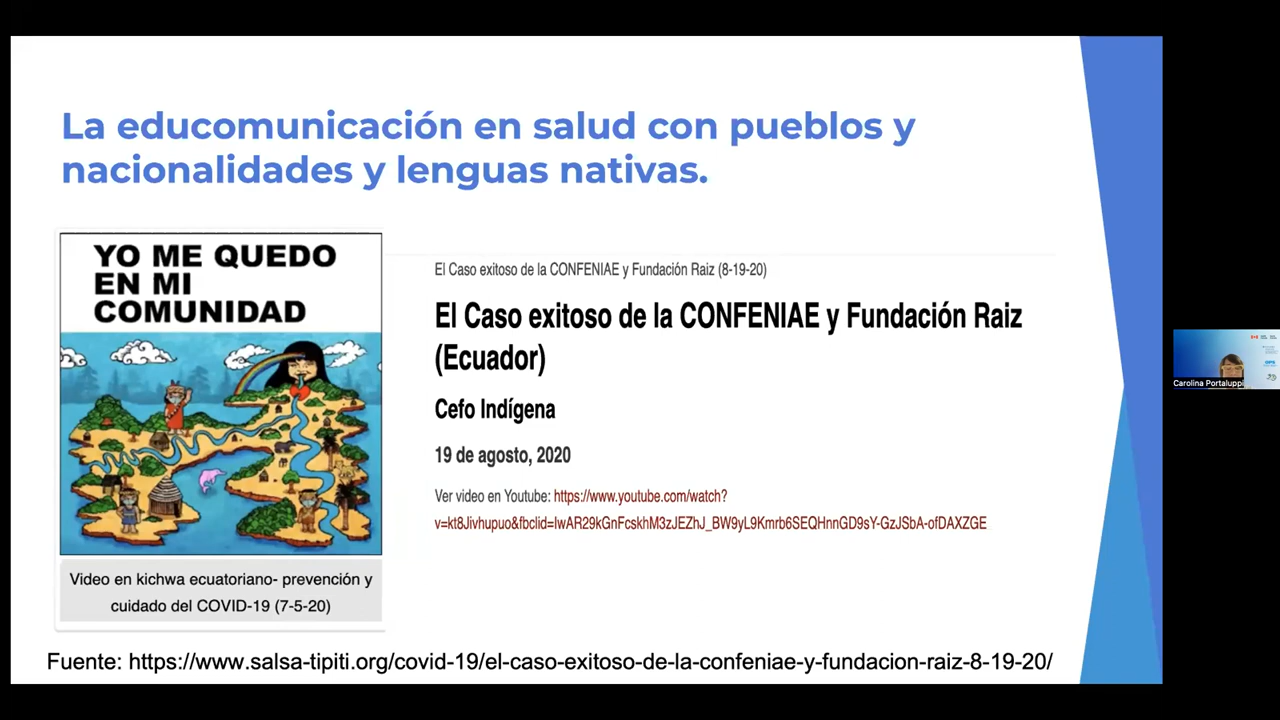 La educomunicación en salud con pueblos y
nacionalidades y lenguas nativas.
YO ME QUEDO
EN MI
COMUNIDAD
Video en kichwa ecuatoriano- prevención y
cuidado del COVID-19 (7-5-20)
El Caso exitoso de la CONFENIAE y Fundación Raiz (8-19-20)
El Caso exitoso de la CONFENIAE y Fundación Raiz
(Ecuador)
Cefo Indígena
19 de agosto, 2020
Ver video en Youtube: https://www.youtube.com/watch?
v=kt8Jivhupuo&fbclid=IwAR29kGnFcskhM3zJEZhJ_BW9yL9Kmrb6SEQHnnGD9sY-GzJSbA-ofDAXZGE
Fuente: https://www.salsa-tipiti.org/covid-19/el-caso-exitoso-de-la-confeniae-y-fundacion-raiz-8-19-20/
Carolina Portaluppi